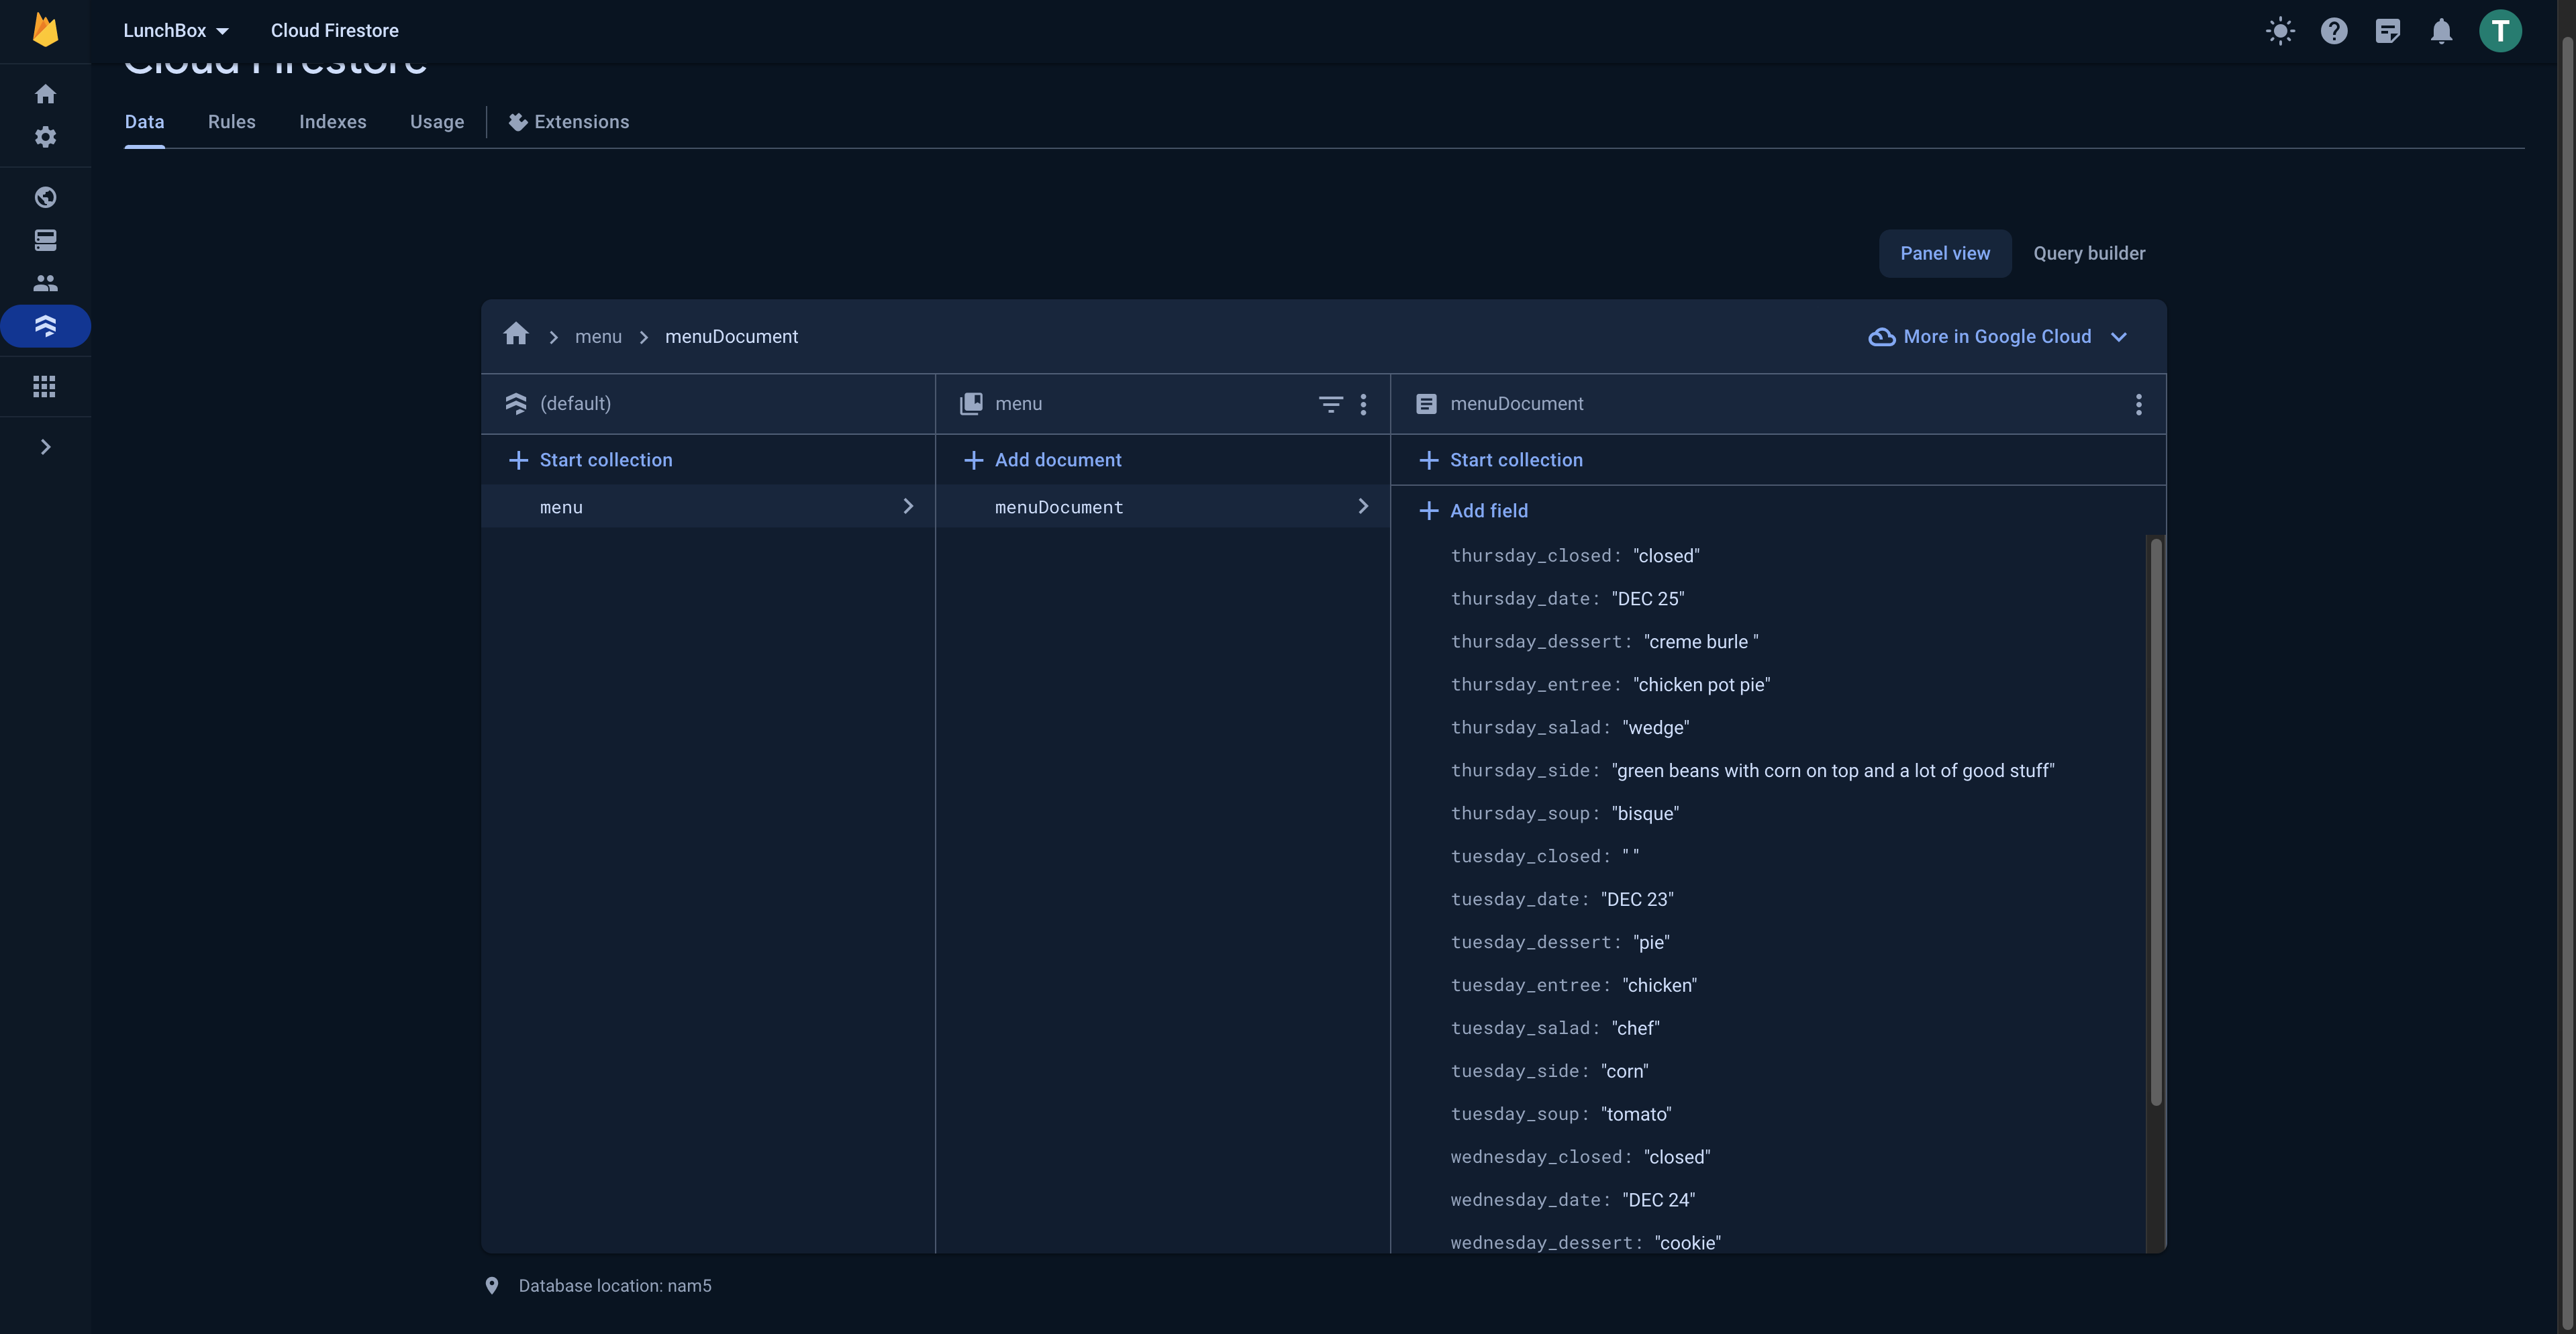 LunchBox
Cloud Firestore
T
Cloud Firestore
Data
Rules
Indexes
Usage
Extensions
Panel view
Query builder
menu
menuDocument
More in Google Cloud
(default)
menu
menuDocument
Start collection
Add document
Start collection
menu
menuDocument
Add field
thursday_closed: "closed"
thursday_date: "DEC 25"
thursday_dessert: "creme burle "
thursday_entree: "chicken pot pie"
thursday_salad: "wedge"
thursday_side: "green beans with corn on top and a lot of good stuff"
thursday_soup: "bisque"
tuesday_closed: " "
tuesday_date: "DEC 23"
tuesday_dessert: "pie"
tuesday_entree: "chicken"
tuesday_salad: "chef"
tuesday_side: "corn"
tuesday_soup: "tomato"
wednesday_closed: "closed"
wednesday_date: "DEC 24"
wednesday_dessert: "cookie"
Database location: nam5